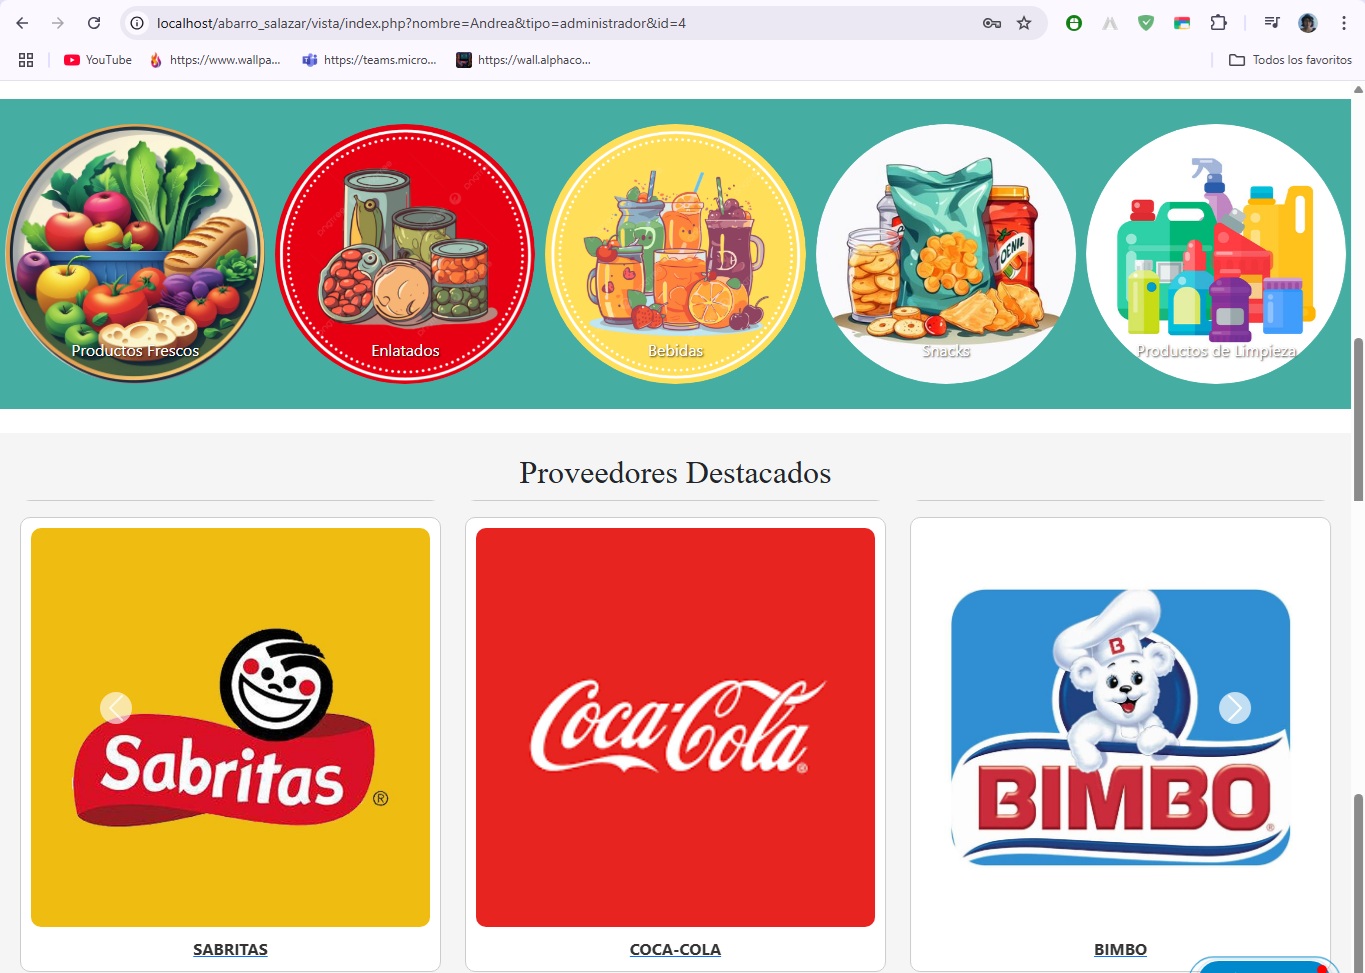 localhost/abarro_salazar/vista/index.php?nombre=Andrea&tipo=administrador&id=4
YouTube
https://www.wallpa...
https://teams.micro...
https://wall.alphaco...
Todos los favoritos
Productos Frescos
Enlatados
Bebidas
Snacks
Productos de Limpieza
Proveedores Destacados
Sabritas ®
Coca-Cola ®
B
BIMBO ®
SABRITAS
COCA-COLA
BIMBO